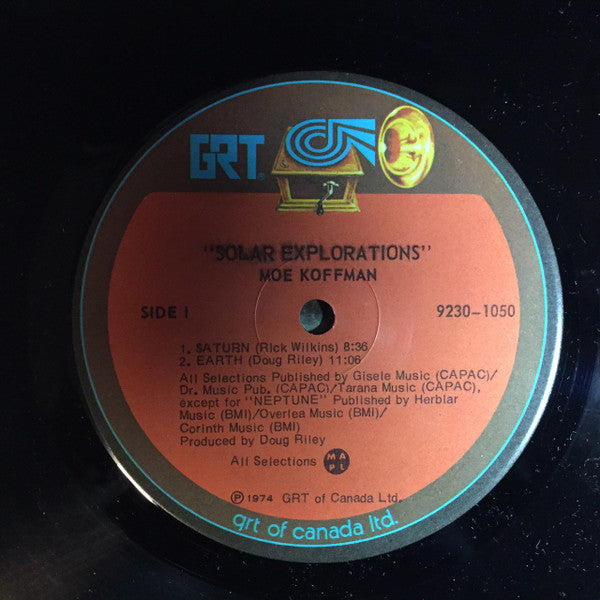 GRT®
"SOLAR EXPLORATIONS"
MOE KOFFMAN
SIDE I
9230-1050
1. SATURN (Rick Wilkins) 8:36
2. EARTH (Doug Riley) 11:06
All Selections Published by Gisele Music (CAPAC)/
Dr. Music Pub. (CAPAC)/Tarana Music (CAPAC),
except for "NEPTUNE" Published by Herblar
Music (BMI)/Overlea Music (BMI)/
Corinth Music (BMI)
Produced by Doug Riley
All Selections MAPL
℗ 1974 GRT of Canada Ltd.
grt of canada ltd.